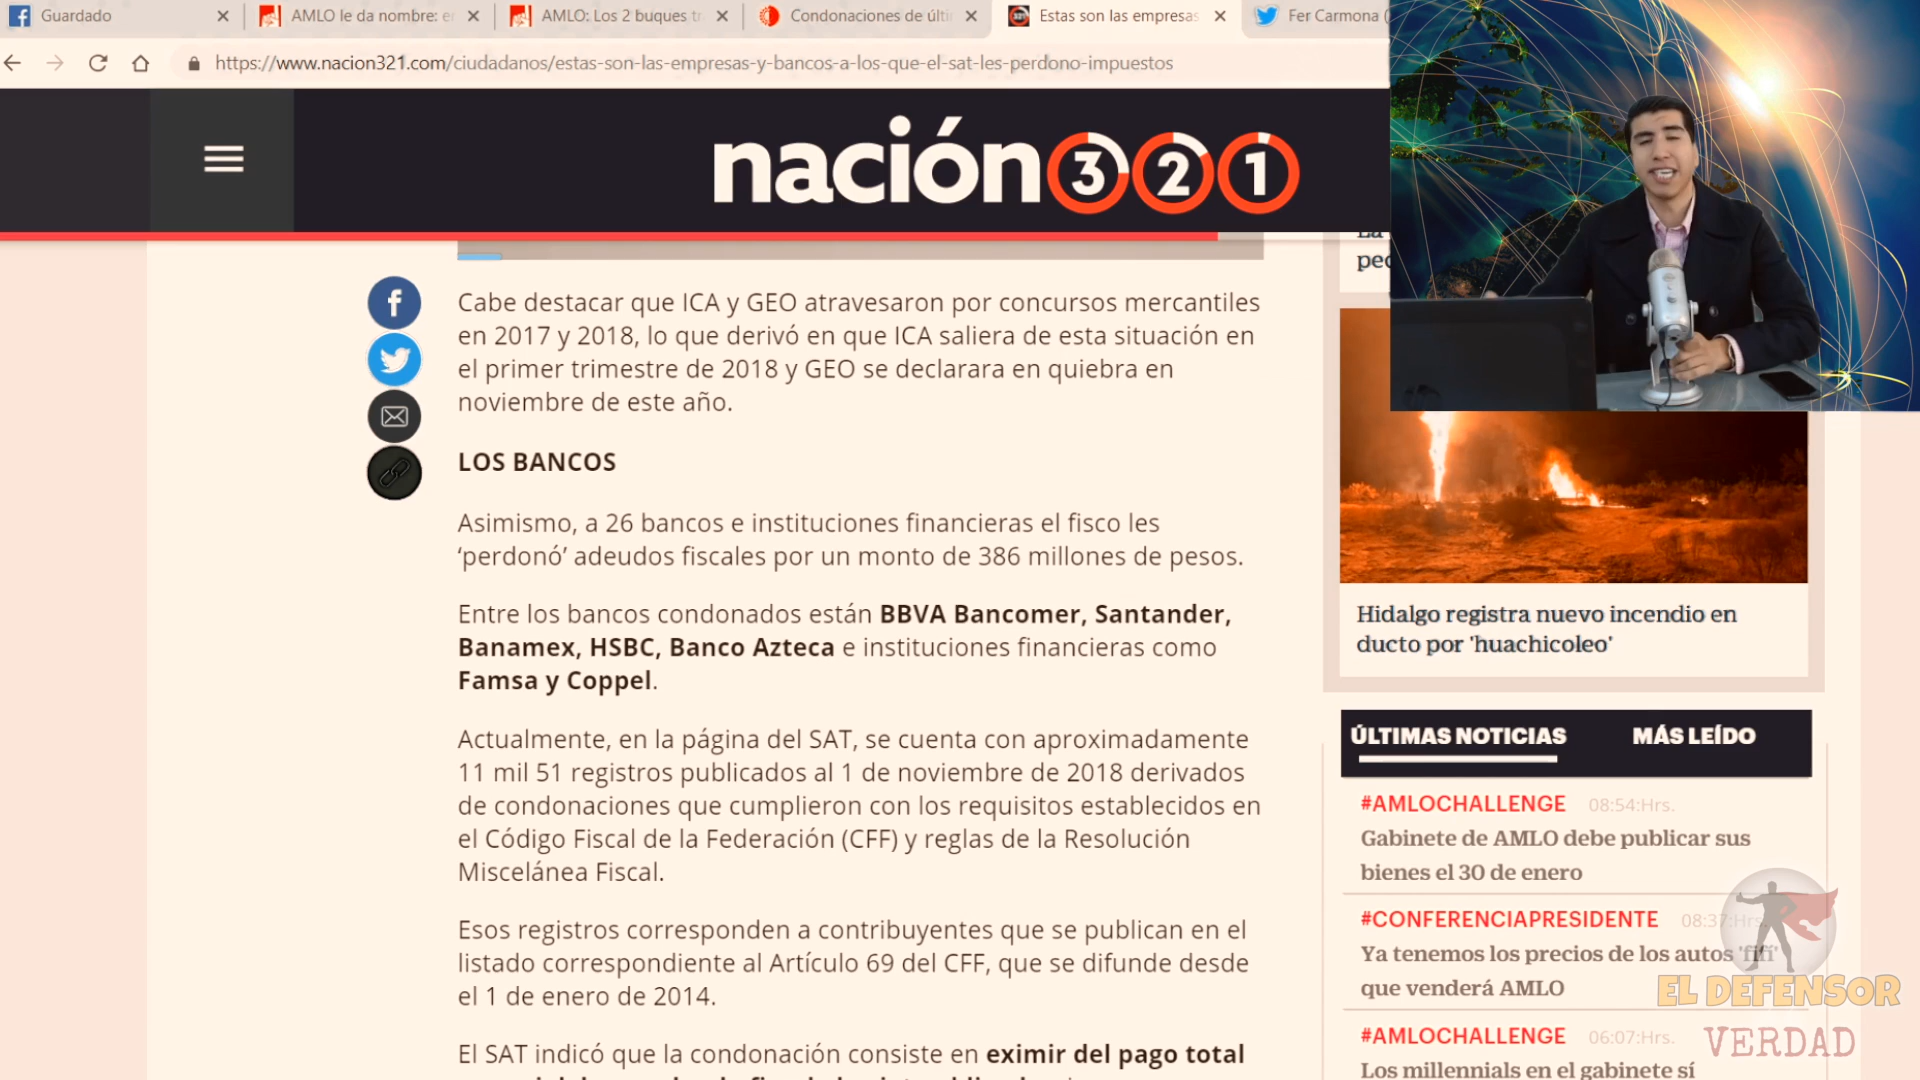 Guardado
AMLO le da nombre: e
AMLO: Los 2 buques t
Condonaciones de últi
Estas son las empresas
Fer Carmona (
https://www.nacion321.com/ciudadanos/estas-son-las-empresas-y-bancos-a-los-que-el-sat-les-perdono-impuestos
nación321
Cabe destacar que ICA y GEO atravesaron por concursos mercantiles
en 2017 y 2018, lo que derivó en que ICA saliera de esta situación en
el primer trimestre de 2018 y GEO se declarara en quiebra en
noviembre de este año.
LOS BANCOS
Asimismo, a 26 bancos e instituciones financieras el fisco les
‘perdonó’ adeudos fiscales por un monto de 386 millones de pesos.
Entre los bancos condonados están BBVA Bancomer, Santander,
Banamex, HSBC, Banco Azteca e instituciones financieras como
Famsa y Coppel.
Actualmente, en la página del SAT, se cuenta con aproximadamente
11 mil 51 registros publicados al 1 de noviembre de 2018 derivados
de condonaciones que cumplieron con los requisitos establecidos en
el Código Fiscal de la Federación (CFF) y reglas de la Resolución
Miscelánea Fiscal.
Esos registros corresponden a contribuyentes que se publican en el
listado correspondiente al Artículo 69 del CFF, que se difunde desde
el 1 de enero de 2014.
El SAT indicó que la condonación consiste en eximir del pago total
Hidalgo registra nuevo incendio en
ducto por 'huachicoleo'
ÚLTIMAS NOTICIAS MÁS LEÍDO
#AMLOCHALLENGE 08:54:Hrs.
Gabinete de AMLO debe publicar sus
bienes el 30 de enero
#CONFERENCIAPRESIDENTE 08:37:Hrs.
Ya tenemos los precios de los autos 'fifí'
que venderá AMLO
#AMLOCHALLENGE 06:07:Hrs.
Los millennials en el gabinete sí
EL DEFENSOR
VERDAD